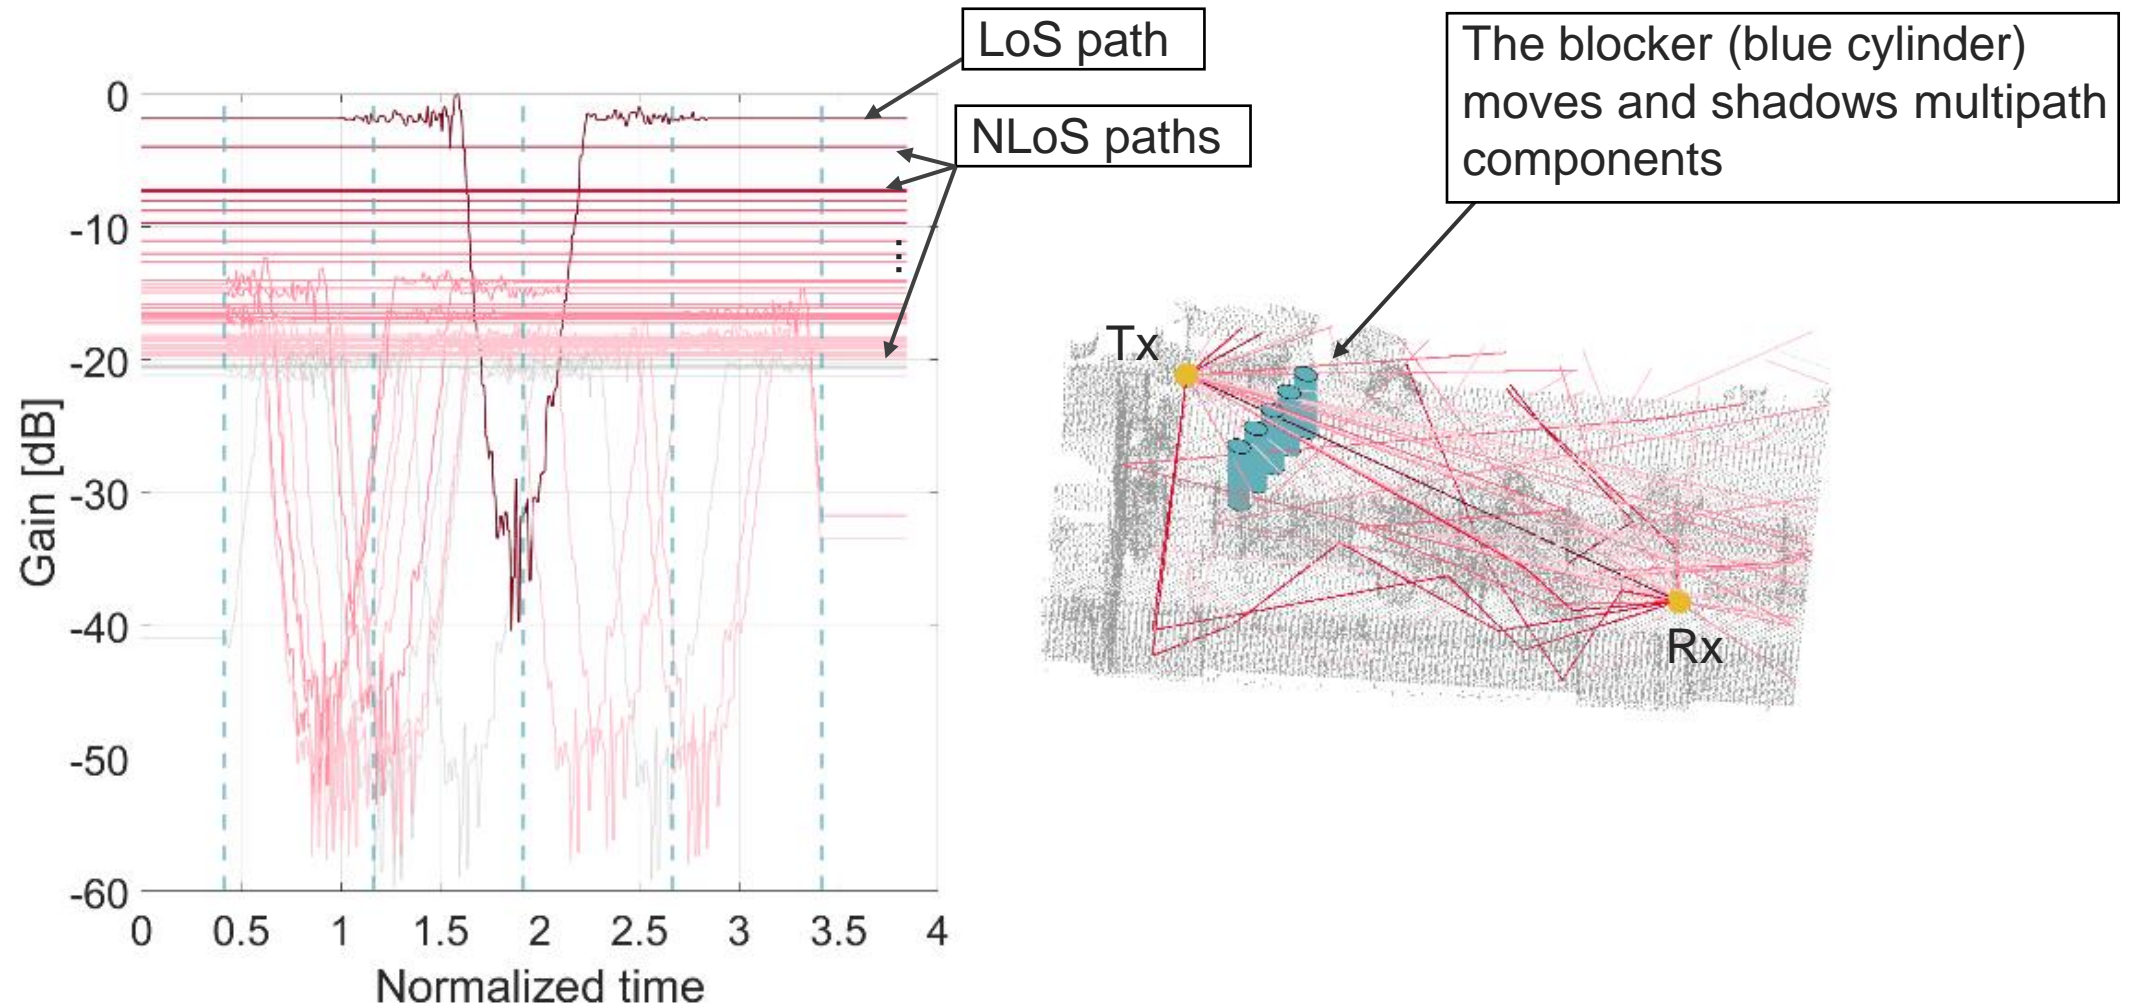 LoS path
NLoS paths
The blocker (blue cylinder)
moves and shadows multipath
components
0
-10
-20
-30
-40
-50
-60
Gain [dB]
0 0.5 1 1.5 2 2.5 3 3.5 4
Normalized time
...
Tx
Rx